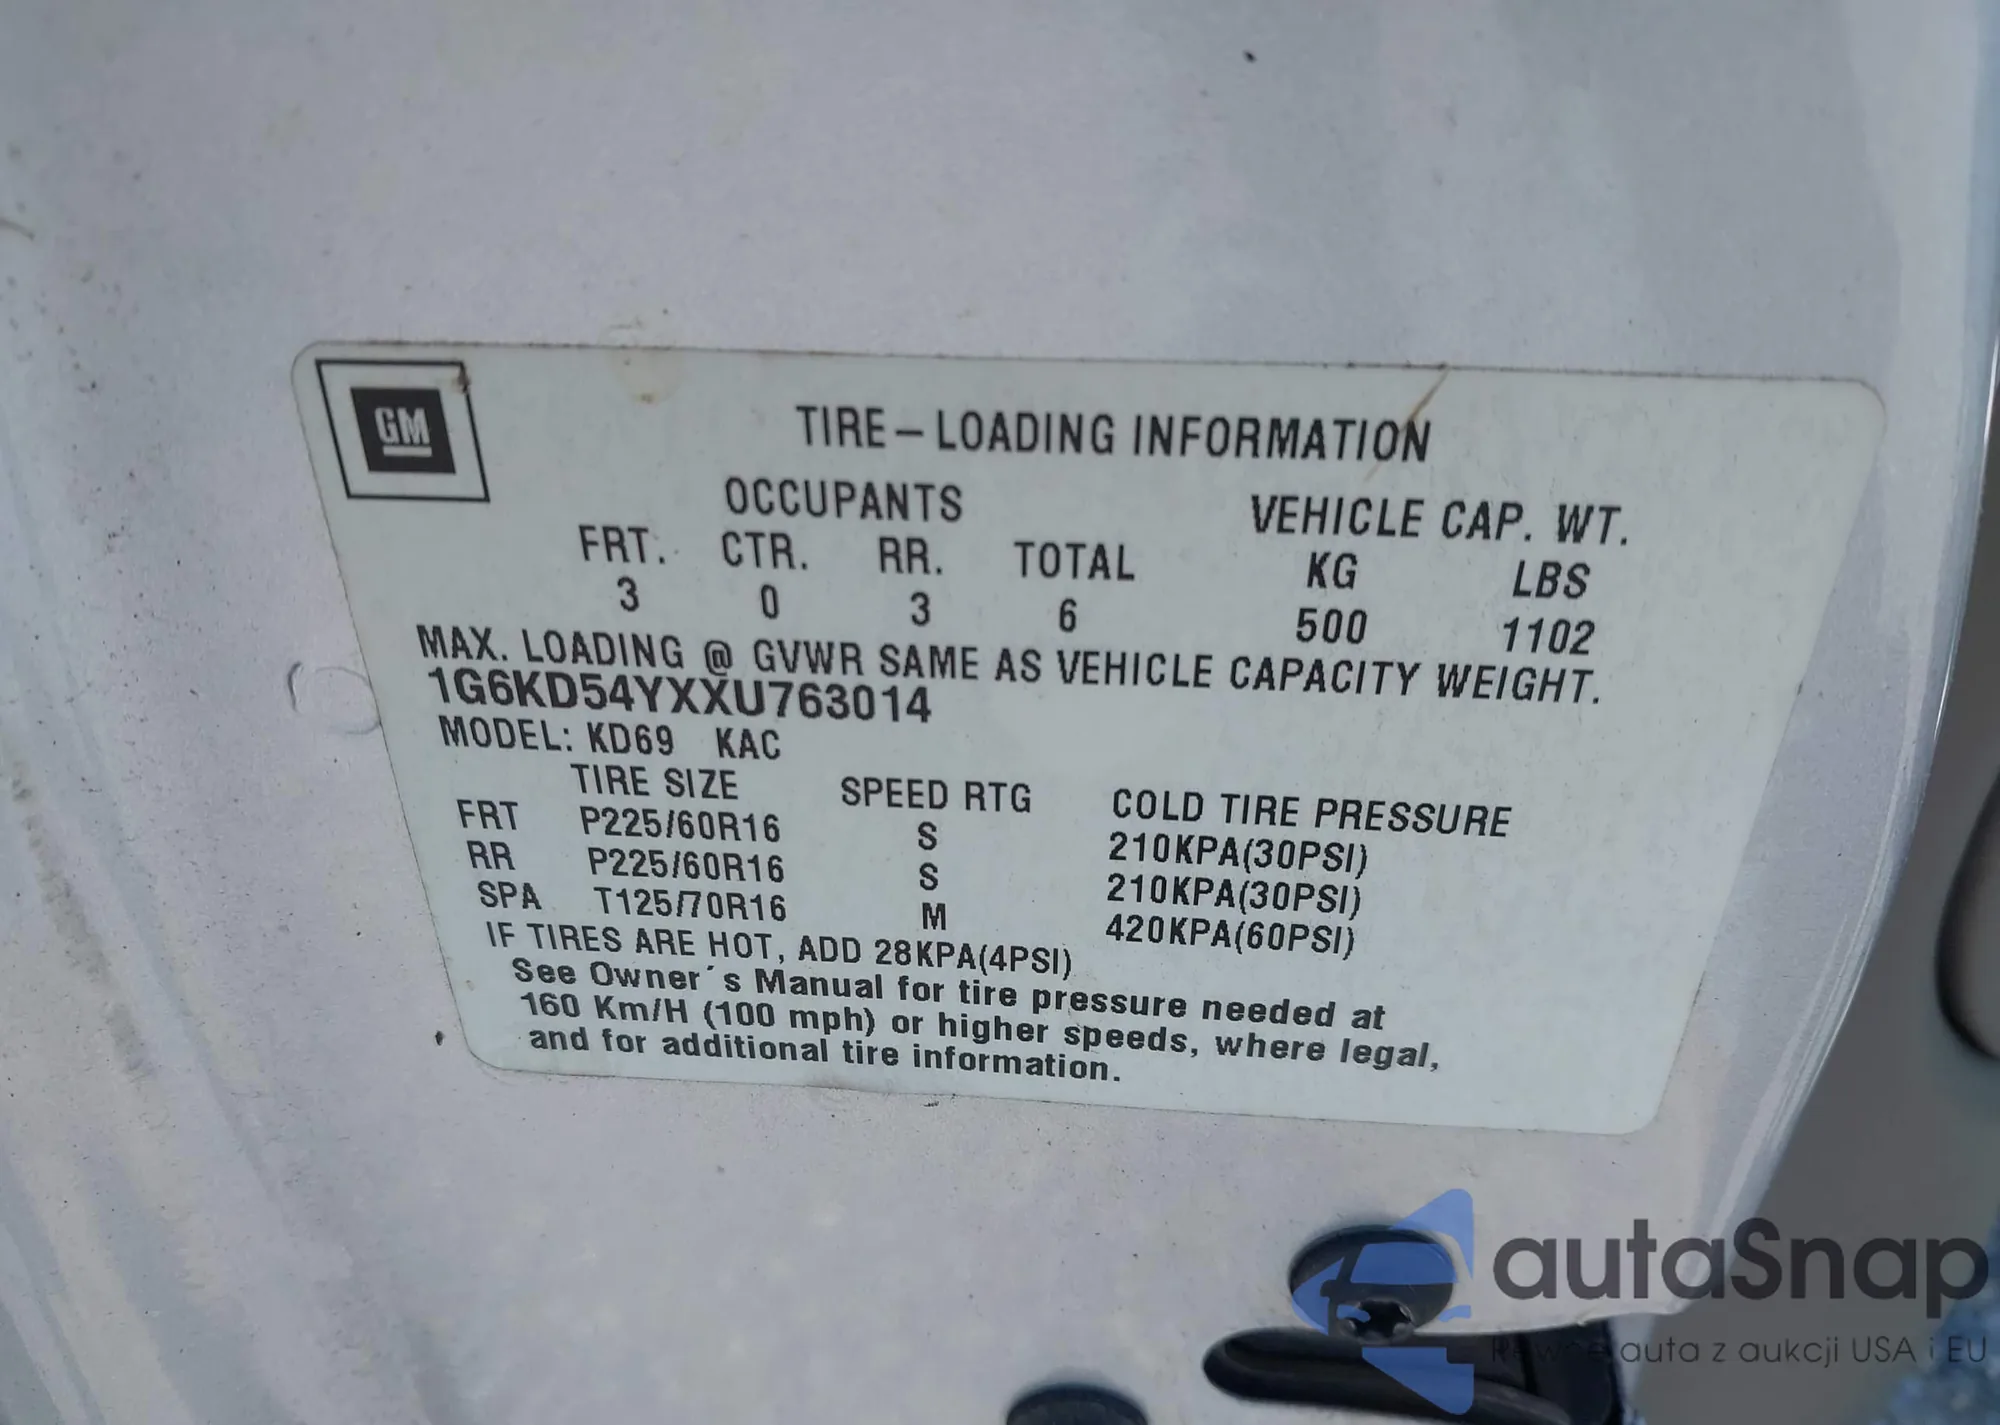 GM
TIRE – LOADING INFORMATION
OCCUPANTS VEHICLE CAP. WT.
FRT. CTR. RR. TOTAL KG LBS
3 0 3 6 500 1102
MAX. LOADING @ GVWR SAME AS VEHICLE CAPACITY WEIGHT.
1G6KD54YXXU763014
MODEL: KD69 KAC
TIRE SIZE SPEED RTG COLD TIRE PRESSURE
FRT P225/60R16 S 210KPA(30PSI)
RR P225/60R16 S 210KPA(30PSI)
SPA T125/70R16 M 420KPA(60PSI)
IF TIRES ARE HOT, ADD 28KPA(4PSI)
See Owner´s Manual for tire pressure needed at
160 Km/H (100 mph) or higher speeds, where legal,
and for additional tire information.
autaSnap
auta z aukcji USA i EU